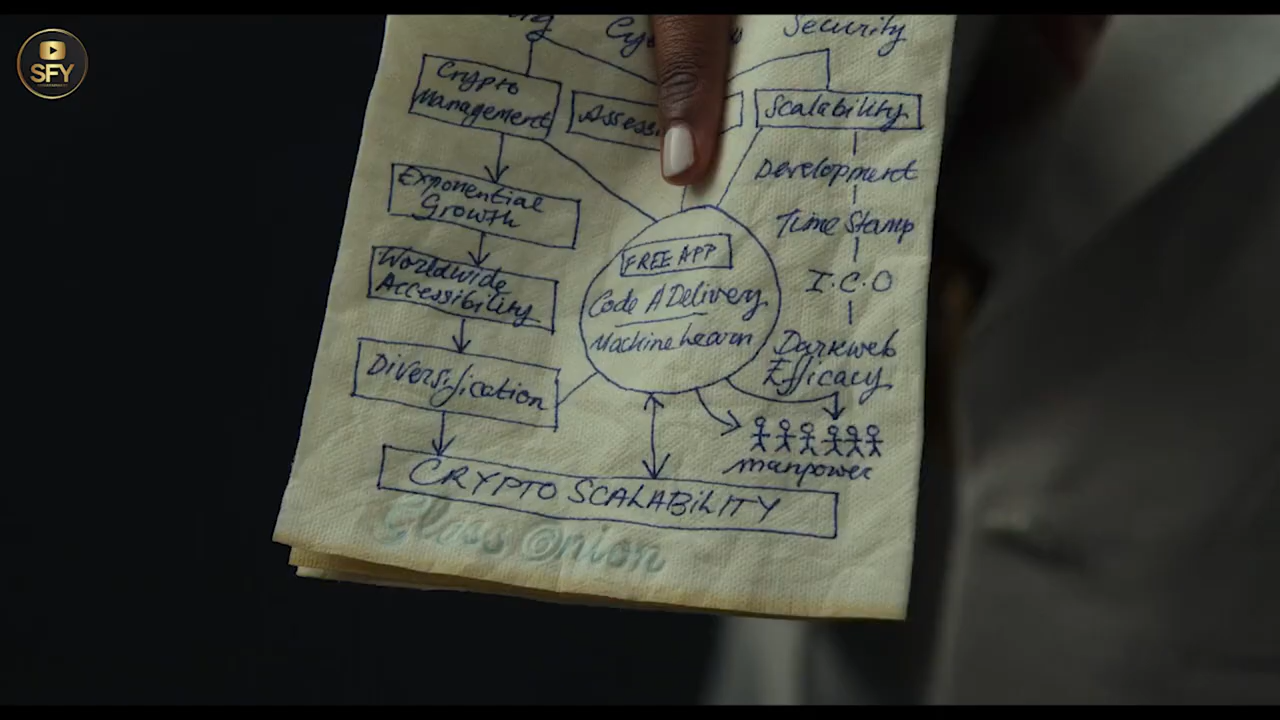 SFY
Security
Crypto
Management
Scalability
Development
Exponential
Growth
Time Stamp
FREE APP
Worldwide
Accessibility
I.C.O
Code A Delivery
Machine Learn
Darkweb
Efficacy
Diversification
manpower
CRYPTO SCALABILITY
Glass Onion